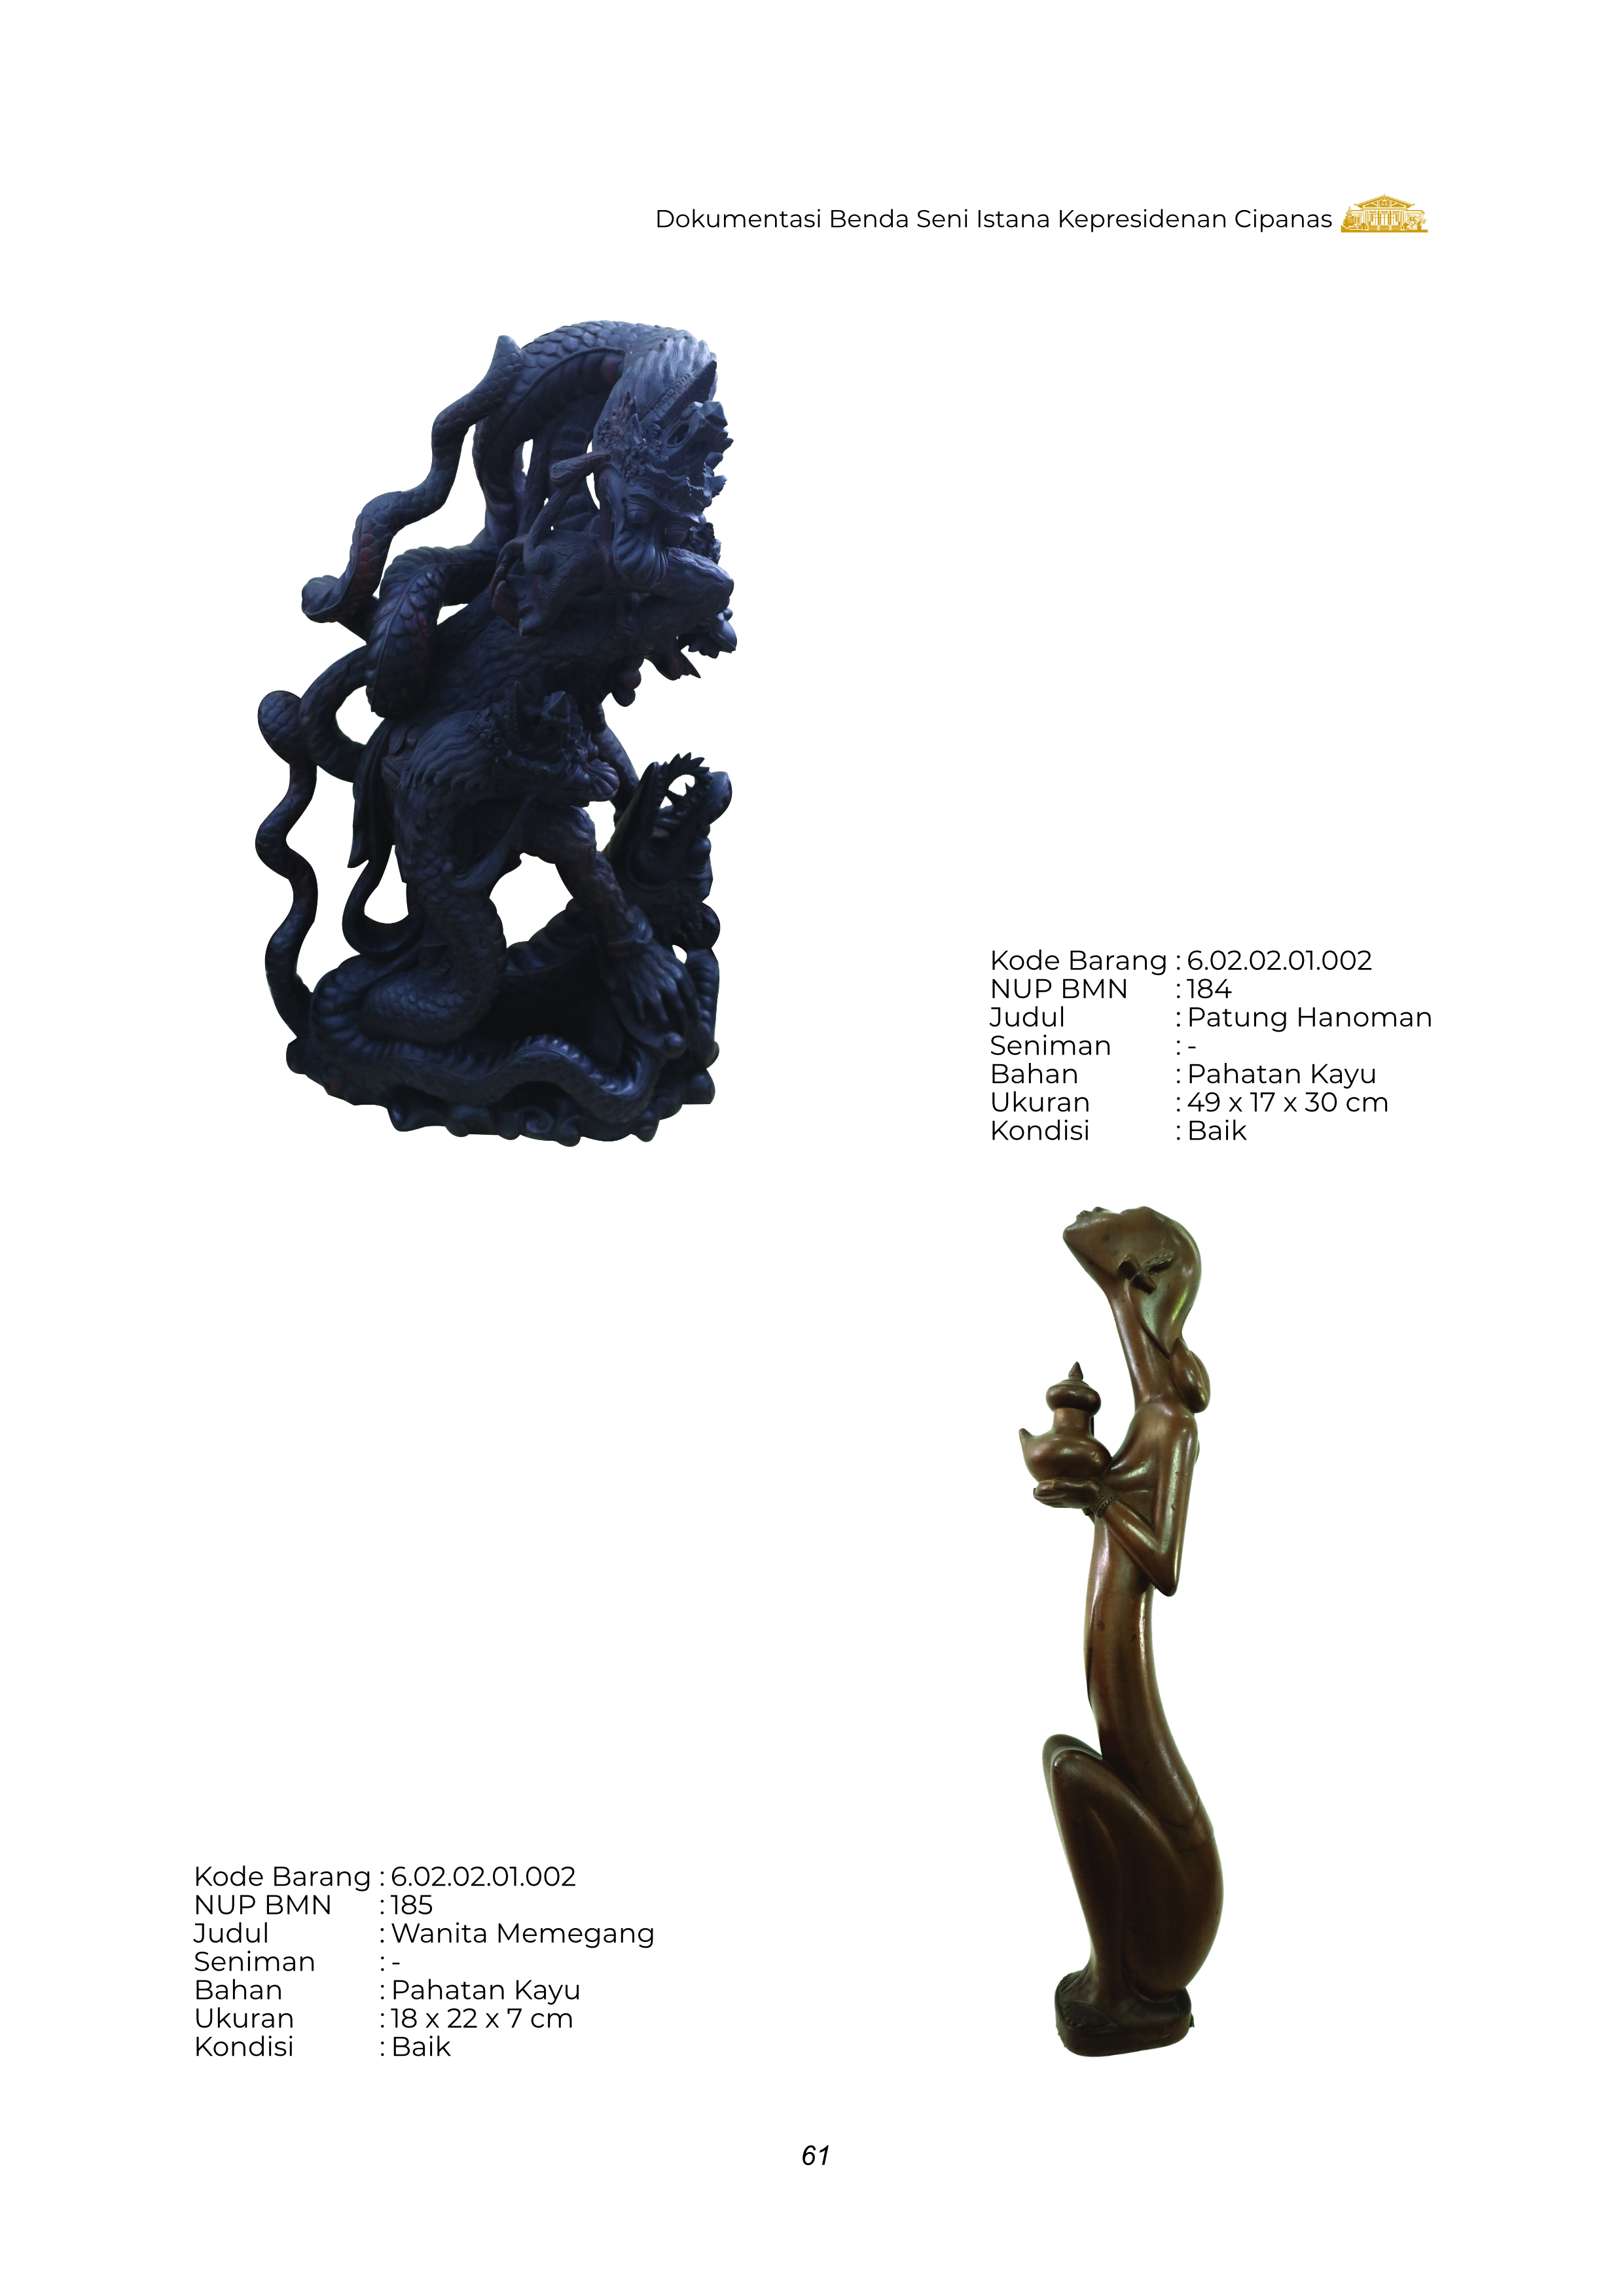 Dokumentasi Benda Seni Istana Kepresidenan Cipanas
Kode Barang : 6.02.02.01.002
NUP BMN : 184
Judul : Patung Hanoman
Seniman : -
Bahan : Pahatan Kayu
Ukuran : 49 x 17 x 30 cm
Kondisi : Baik
Kode Barang : 6.02.02.01.002
NUP BMN : 185
Judul : Wanita Memegang
Seniman : -
Bahan : Pahatan Kayu
Ukuran : 18 x 22 x 7 cm
Kondisi : Baik
61